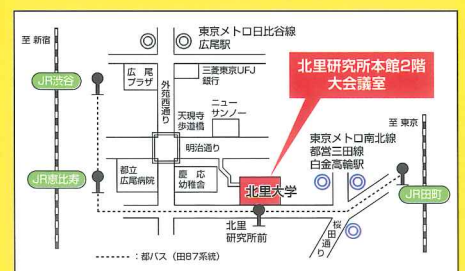 至 新宿
東京メトロ日比谷線
広尾駅
JR渋谷
広尾
プラザ
三菱東京UFJ
銀行
北里研究所本館2階
大会議室
外苑西通り
天現寺
歩道橋
ニュー
サンノー
至 東京
明治通り
東京メトロ南北線
都営三田線
白金高輪駅
JR恵比寿
都立
広尾病院
慶応
幼稚舎
北里大学
JR田町
北里
研究所前
桜田通り
：都バス（田87系統）